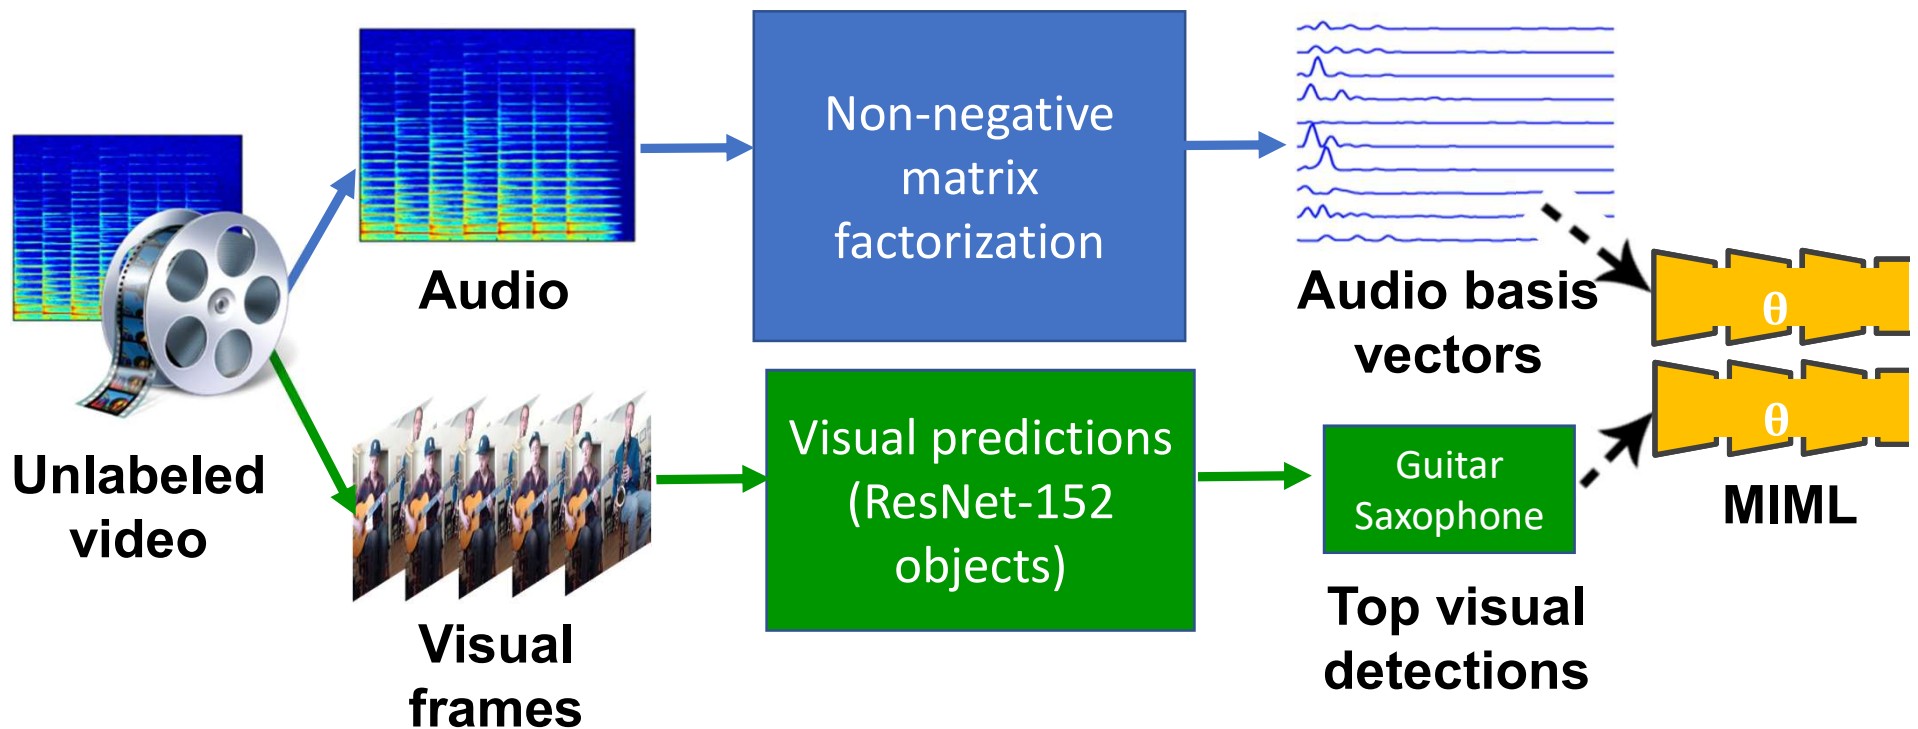 Unlabeled
video
Audio
Visual
frames
Non-negative
matrix
factorization
Visual predictions
(ResNet-152
objects)
Audio basis
vectors
Guitar
Saxophone
Top visual
detections
θ
θ
MIML